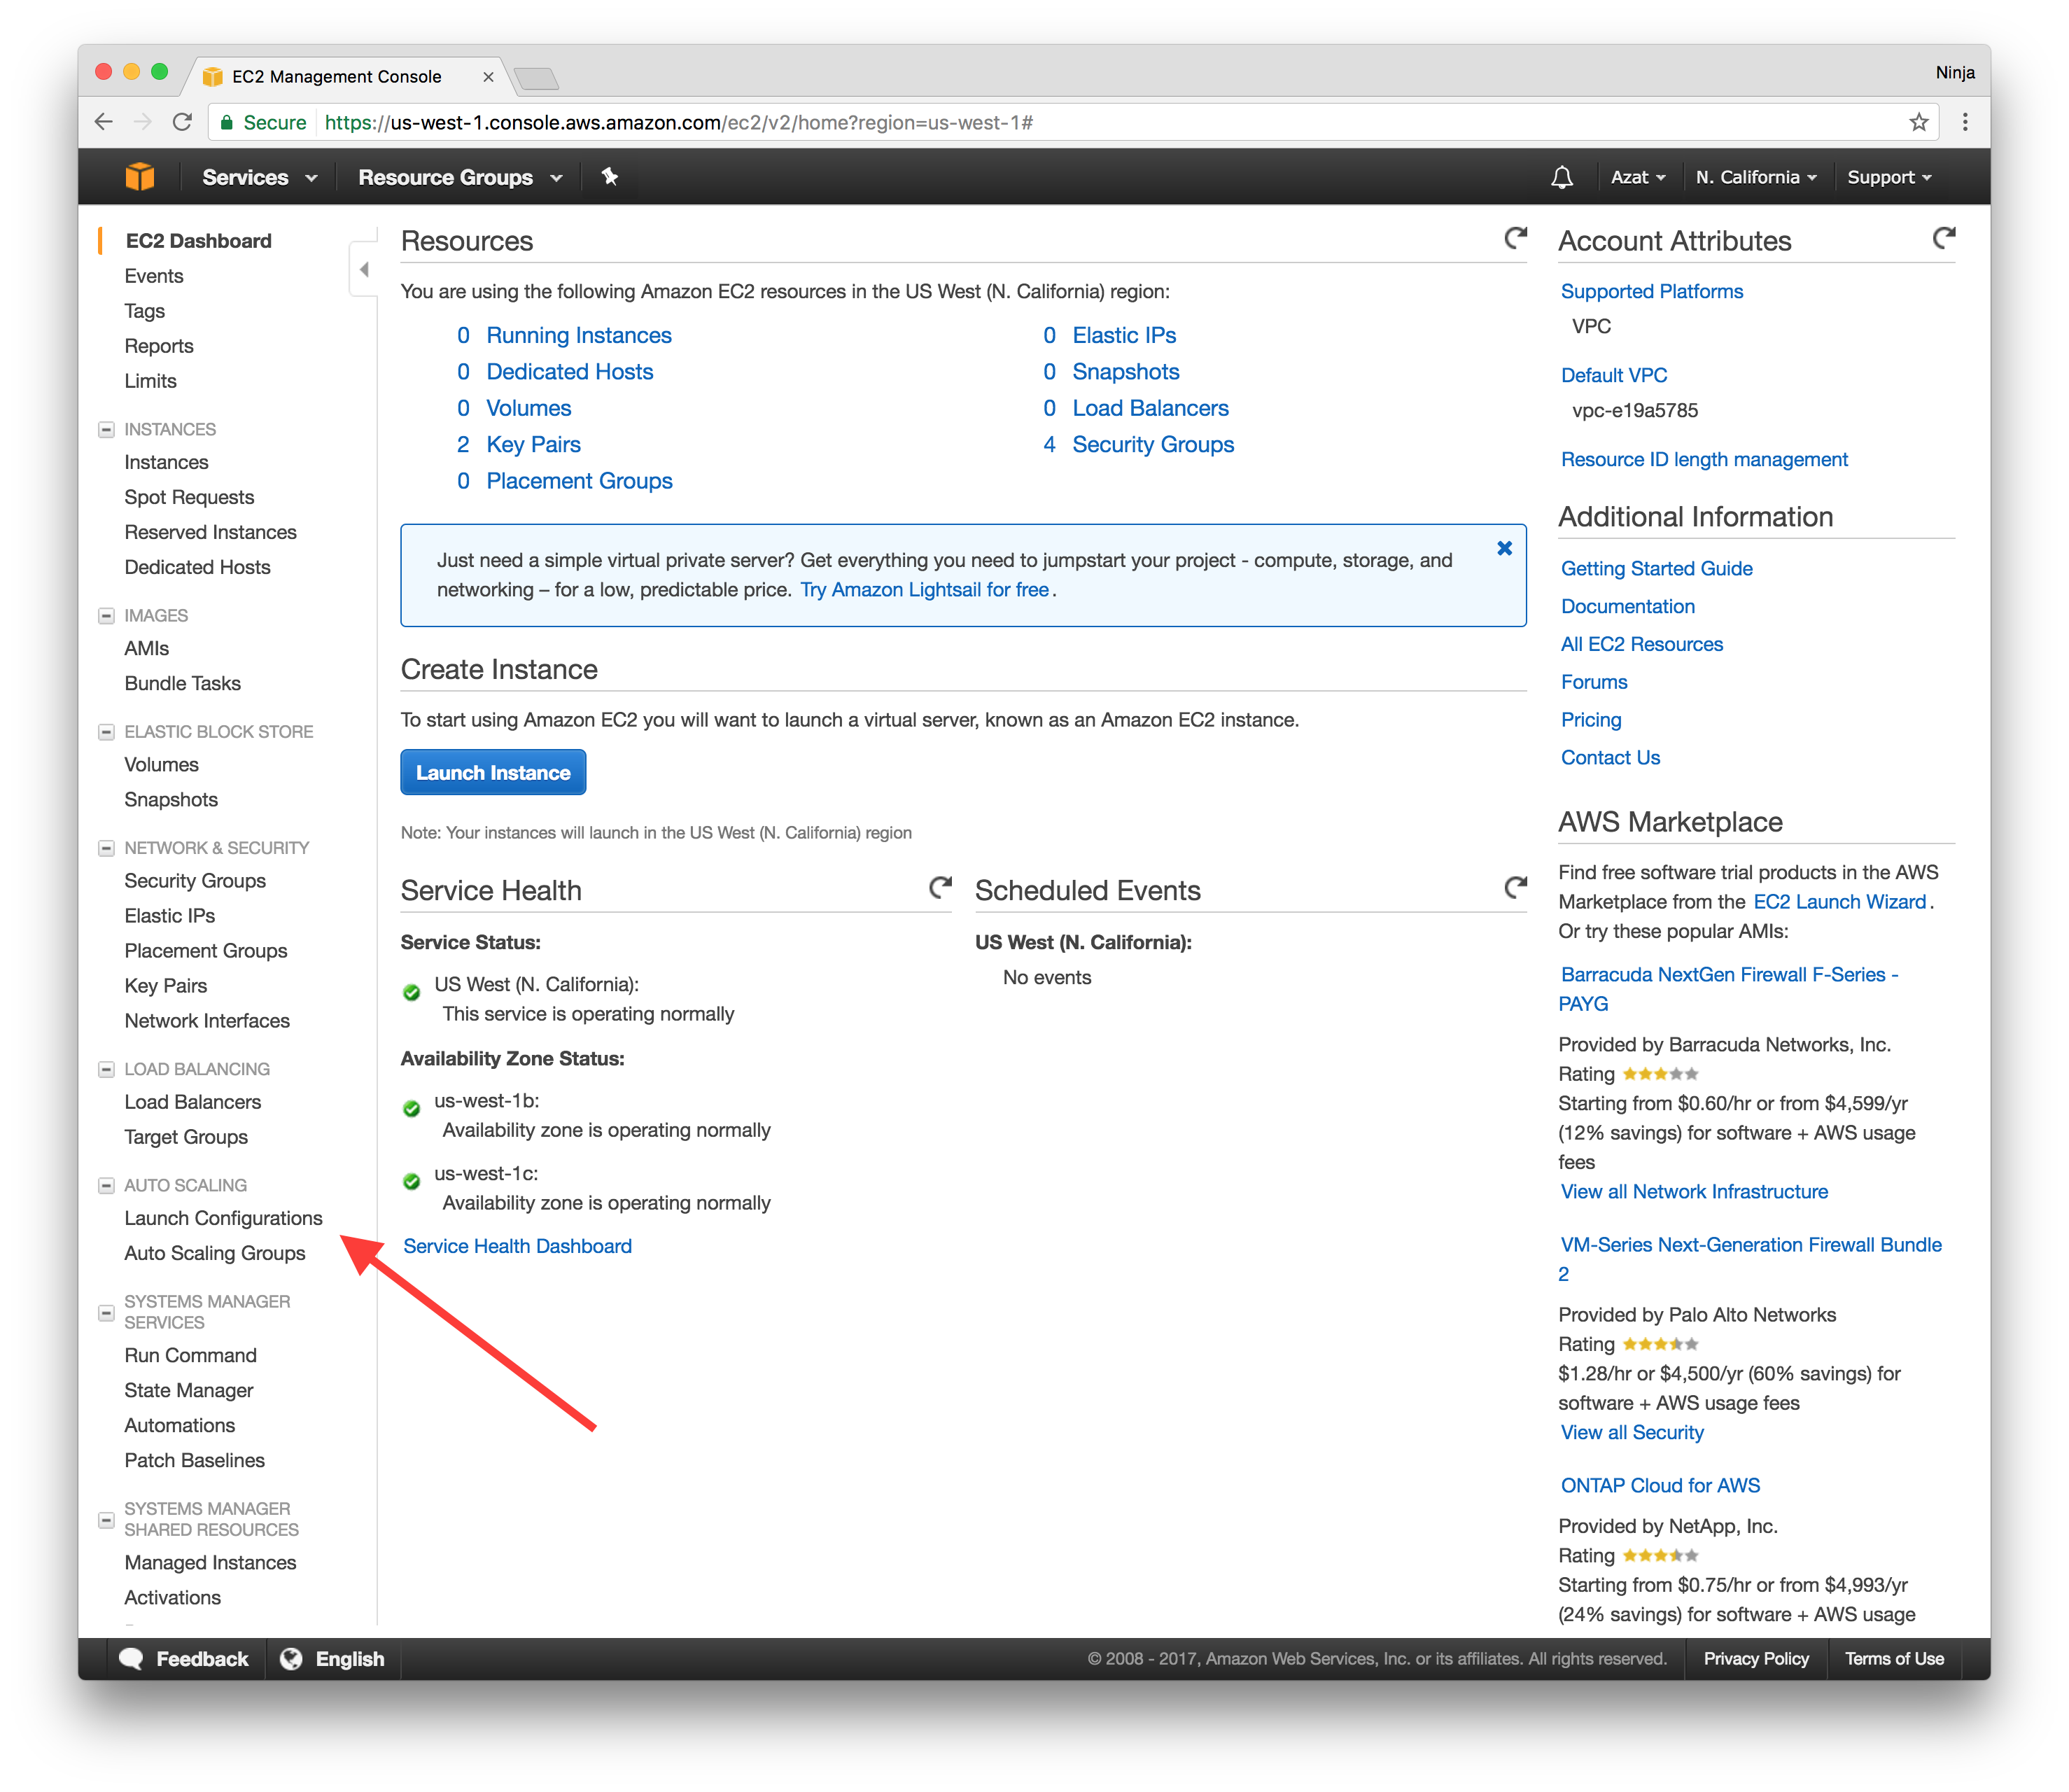 EC2 Management Console
Ninja
Secure https://us-west-1.console.aws.amazon.com/ec2/v2/home?region=us-west-1#
Services Resource Groups Azat N. California Support
EC2 Dashboard
Events
Tags
Reports
Limits
INSTANCES
Instances
Spot Requests
Reserved Instances
Dedicated Hosts
IMAGES
AMIs
Bundle Tasks
ELASTIC BLOCK STORE
Volumes
Snapshots
NETWORK & SECURITY
Security Groups
Elastic IPs
Placement Groups
Key Pairs
Network Interfaces
LOAD BALANCING
Load Balancers
Target Groups
AUTO SCALING
Launch Configurations
Auto Scaling Groups
SYSTEMS MANAGER
SERVICES
Run Command
State Manager
Automations
Patch Baselines
SYSTEMS MANAGER
SHARED RESOURCES
Managed Instances
Activations
Resources
You are using the following Amazon EC2 resources in the US West (N. California) region:
0 Running Instances
0 Dedicated Hosts
0 Volumes
2 Key Pairs
0 Placement Groups
0 Elastic IPs
0 Snapshots
0 Load Balancers
4 Security Groups
Just need a simple virtual private server? Get everything you need to jumpstart your project - compute, storage, and
networking – for a low, predictable price. Try Amazon Lightsail for free.
Create Instance
To start using Amazon EC2 you will want to launch a virtual server, known as an Amazon EC2 instance.
Launch Instance
Note: Your instances will launch in the US West (N. California) region
Service Health
Service Status:
US West (N. California):
This service is operating normally
Availability Zone Status:
us-west-1b:
Availability zone is operating normally
us-west-1c:
Availability zone is operating normally
Service Health Dashboard
Scheduled Events
US West (N. California):
No events
Account Attributes
Supported Platforms
VPC
Default VPC
vpc-e19a5785
Resource ID length management
Additional Information
Getting Started Guide
Documentation
All EC2 Resources
Forums
Pricing
Contact Us
AWS Marketplace
Find free software trial products in the AWS
Marketplace from the EC2 Launch Wizard.
Or try these popular AMIs:
Barracuda NextGen Firewall F-Series -
PAYG
Provided by Barracuda Networks, Inc.
Rating
Starting from $0.60/hr or from $4,599/yr
(12% savings) for software + AWS usage
fees
View all Network Infrastructure
VM-Series Next-Generation Firewall Bundle
2
Provided by Palo Alto Networks
Rating
$1.28/hr or $4,500/yr (60% savings) for
software + AWS usage fees
View all Security
ONTAP Cloud for AWS
Provided by NetApp, Inc.
Rating
Starting from $0.75/hr or from $4,993/yr
(24% savings) for software + AWS usage
Feedback English © 2008 - 2017, Amazon Web Services, Inc. or its affiliates. All rights reserved. Privacy Policy Terms of Use